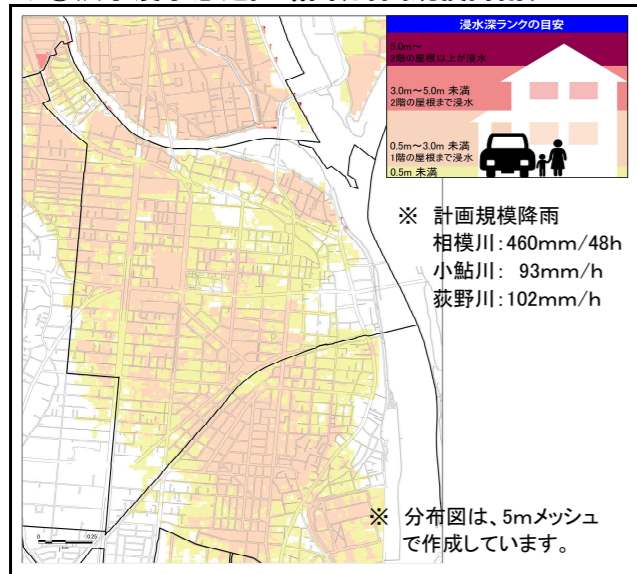 浸水深ランクの目安
5.0m～
2階の屋根以上が浸水
3.0m～5.0m 未満
2階の屋根まで浸水
0.5m～3.0m 未満
1階の屋根まで浸水
0.5m 未満
※ 計画規模降雨
相模川：460mm/48h
小鮎川： 93mm/h
荻野川：102mm/h
※ 分布図は、5mメッシュ
で作成しています。
0 0.25